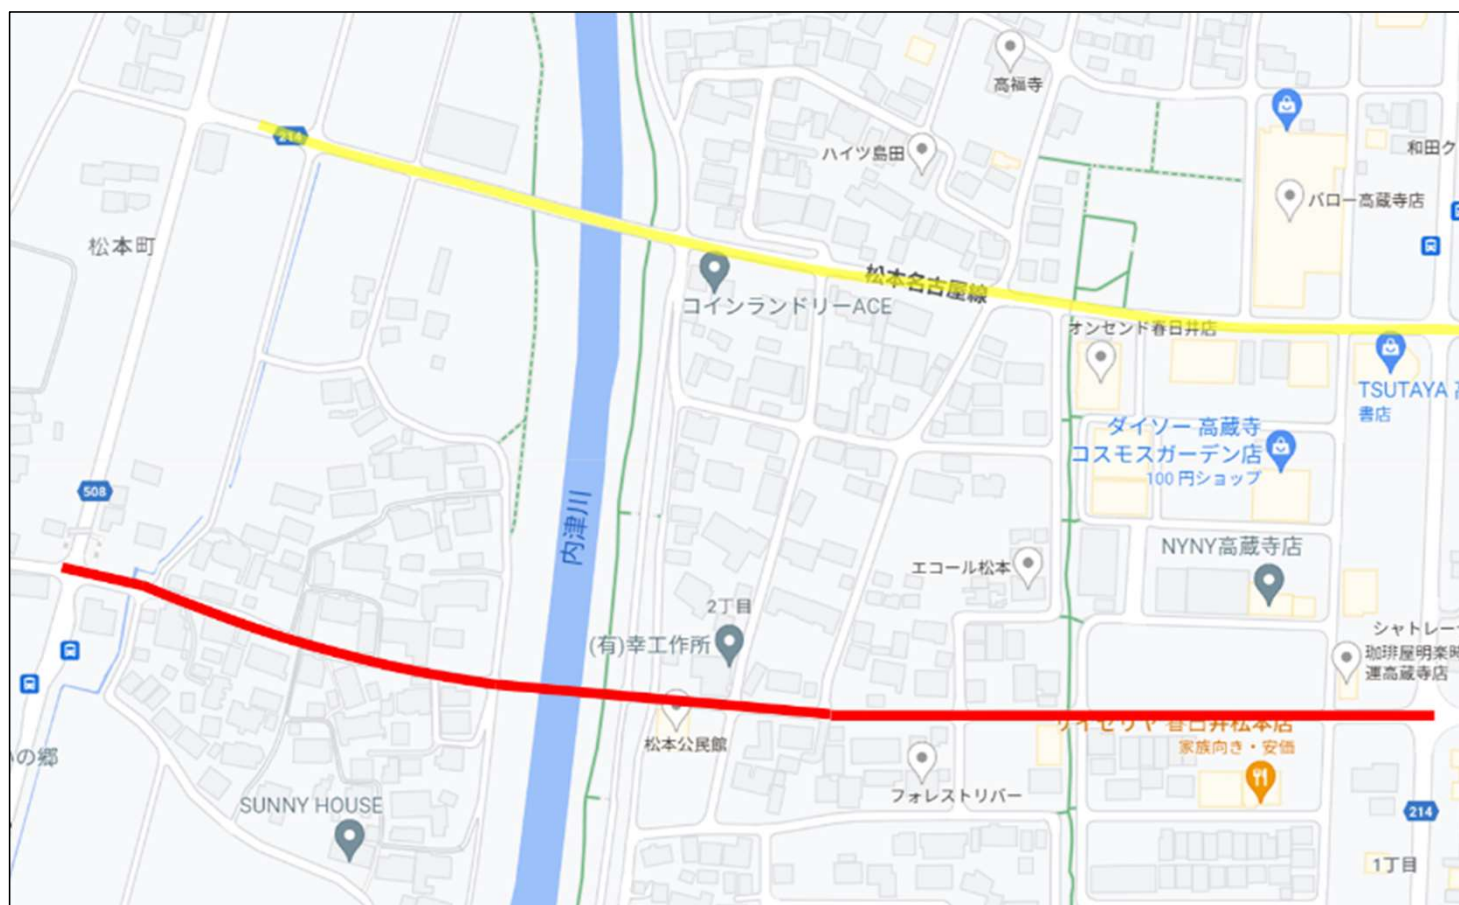 高福寺
214
ハイツ島田
和田ク
バロー高蔵寺店
松本町
松本名古屋線
コインランドリーACE
オンセンド春日井店
TSUTAYA
書店
ダイソー 高蔵寺
コスモスガーデン店
100 円ショップ
508
内津川
NYNY高蔵寺店
エコール松本
2丁目
(有)幸工作所
シャトレーゼ
珈琲屋明楽時
運高蔵寺店
サイゼリヤ 春日井松本店
家族向き・安価
松本公民館
の郷
フォレストリバー
SUNNY HOUSE
214
1丁目